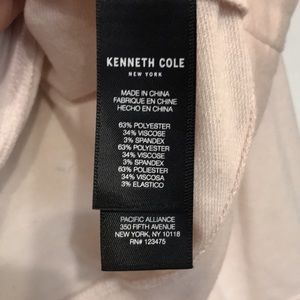 KENNETH COLE
NEW YORK
MADE IN CHINA
FABRIQUE EN CHINE
HECHO EN CHINA
63% POLYESTER
34% VISCOSE
3% SPANDEX
63% POLYESTER
34% VISCOSE
3% SPANDEX
63% POLIESTER
34% VISCOSA
3% ELASTICO
PACIFIC ALLIANCE
350 FIFTH AVENUE
NEW YORK, NY 10118
RN# 123475